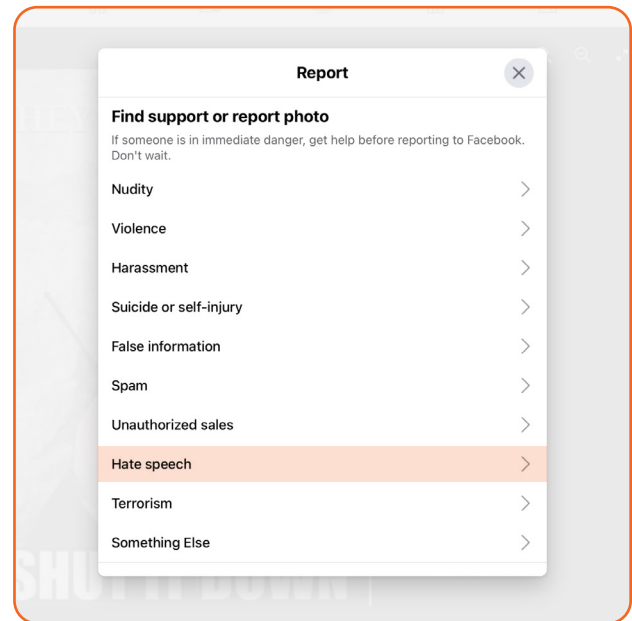 Report
Find support or report photo
If someone is in immediate danger, get help before reporting to Facebook.
Don't wait.
Nudity
Violence
Harassment
Suicide or self-injury
False information
Spam
Unauthorized sales
Hate speech
Terrorism
Something Else
SHUT IT DOWN